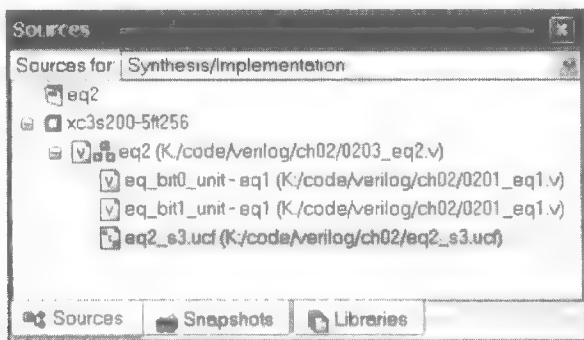 Sources
Sources for: Synthesis/Implementation
eq2
xc3s200-5ft256
eq2 (K:/code/verilog/ch02/0203_eq2.v)
eq_bit0_unit - eq1 (K:/code/verilog/ch02/0201_eq1.v)
eq_bit1_unit - eq1 (K:/code/verilog/ch02/0201_eq1.v)
eq2_s3.ucf (K:/code/verilog/ch02/eq2_s3.ucf)
Sources Snapshots Libraries